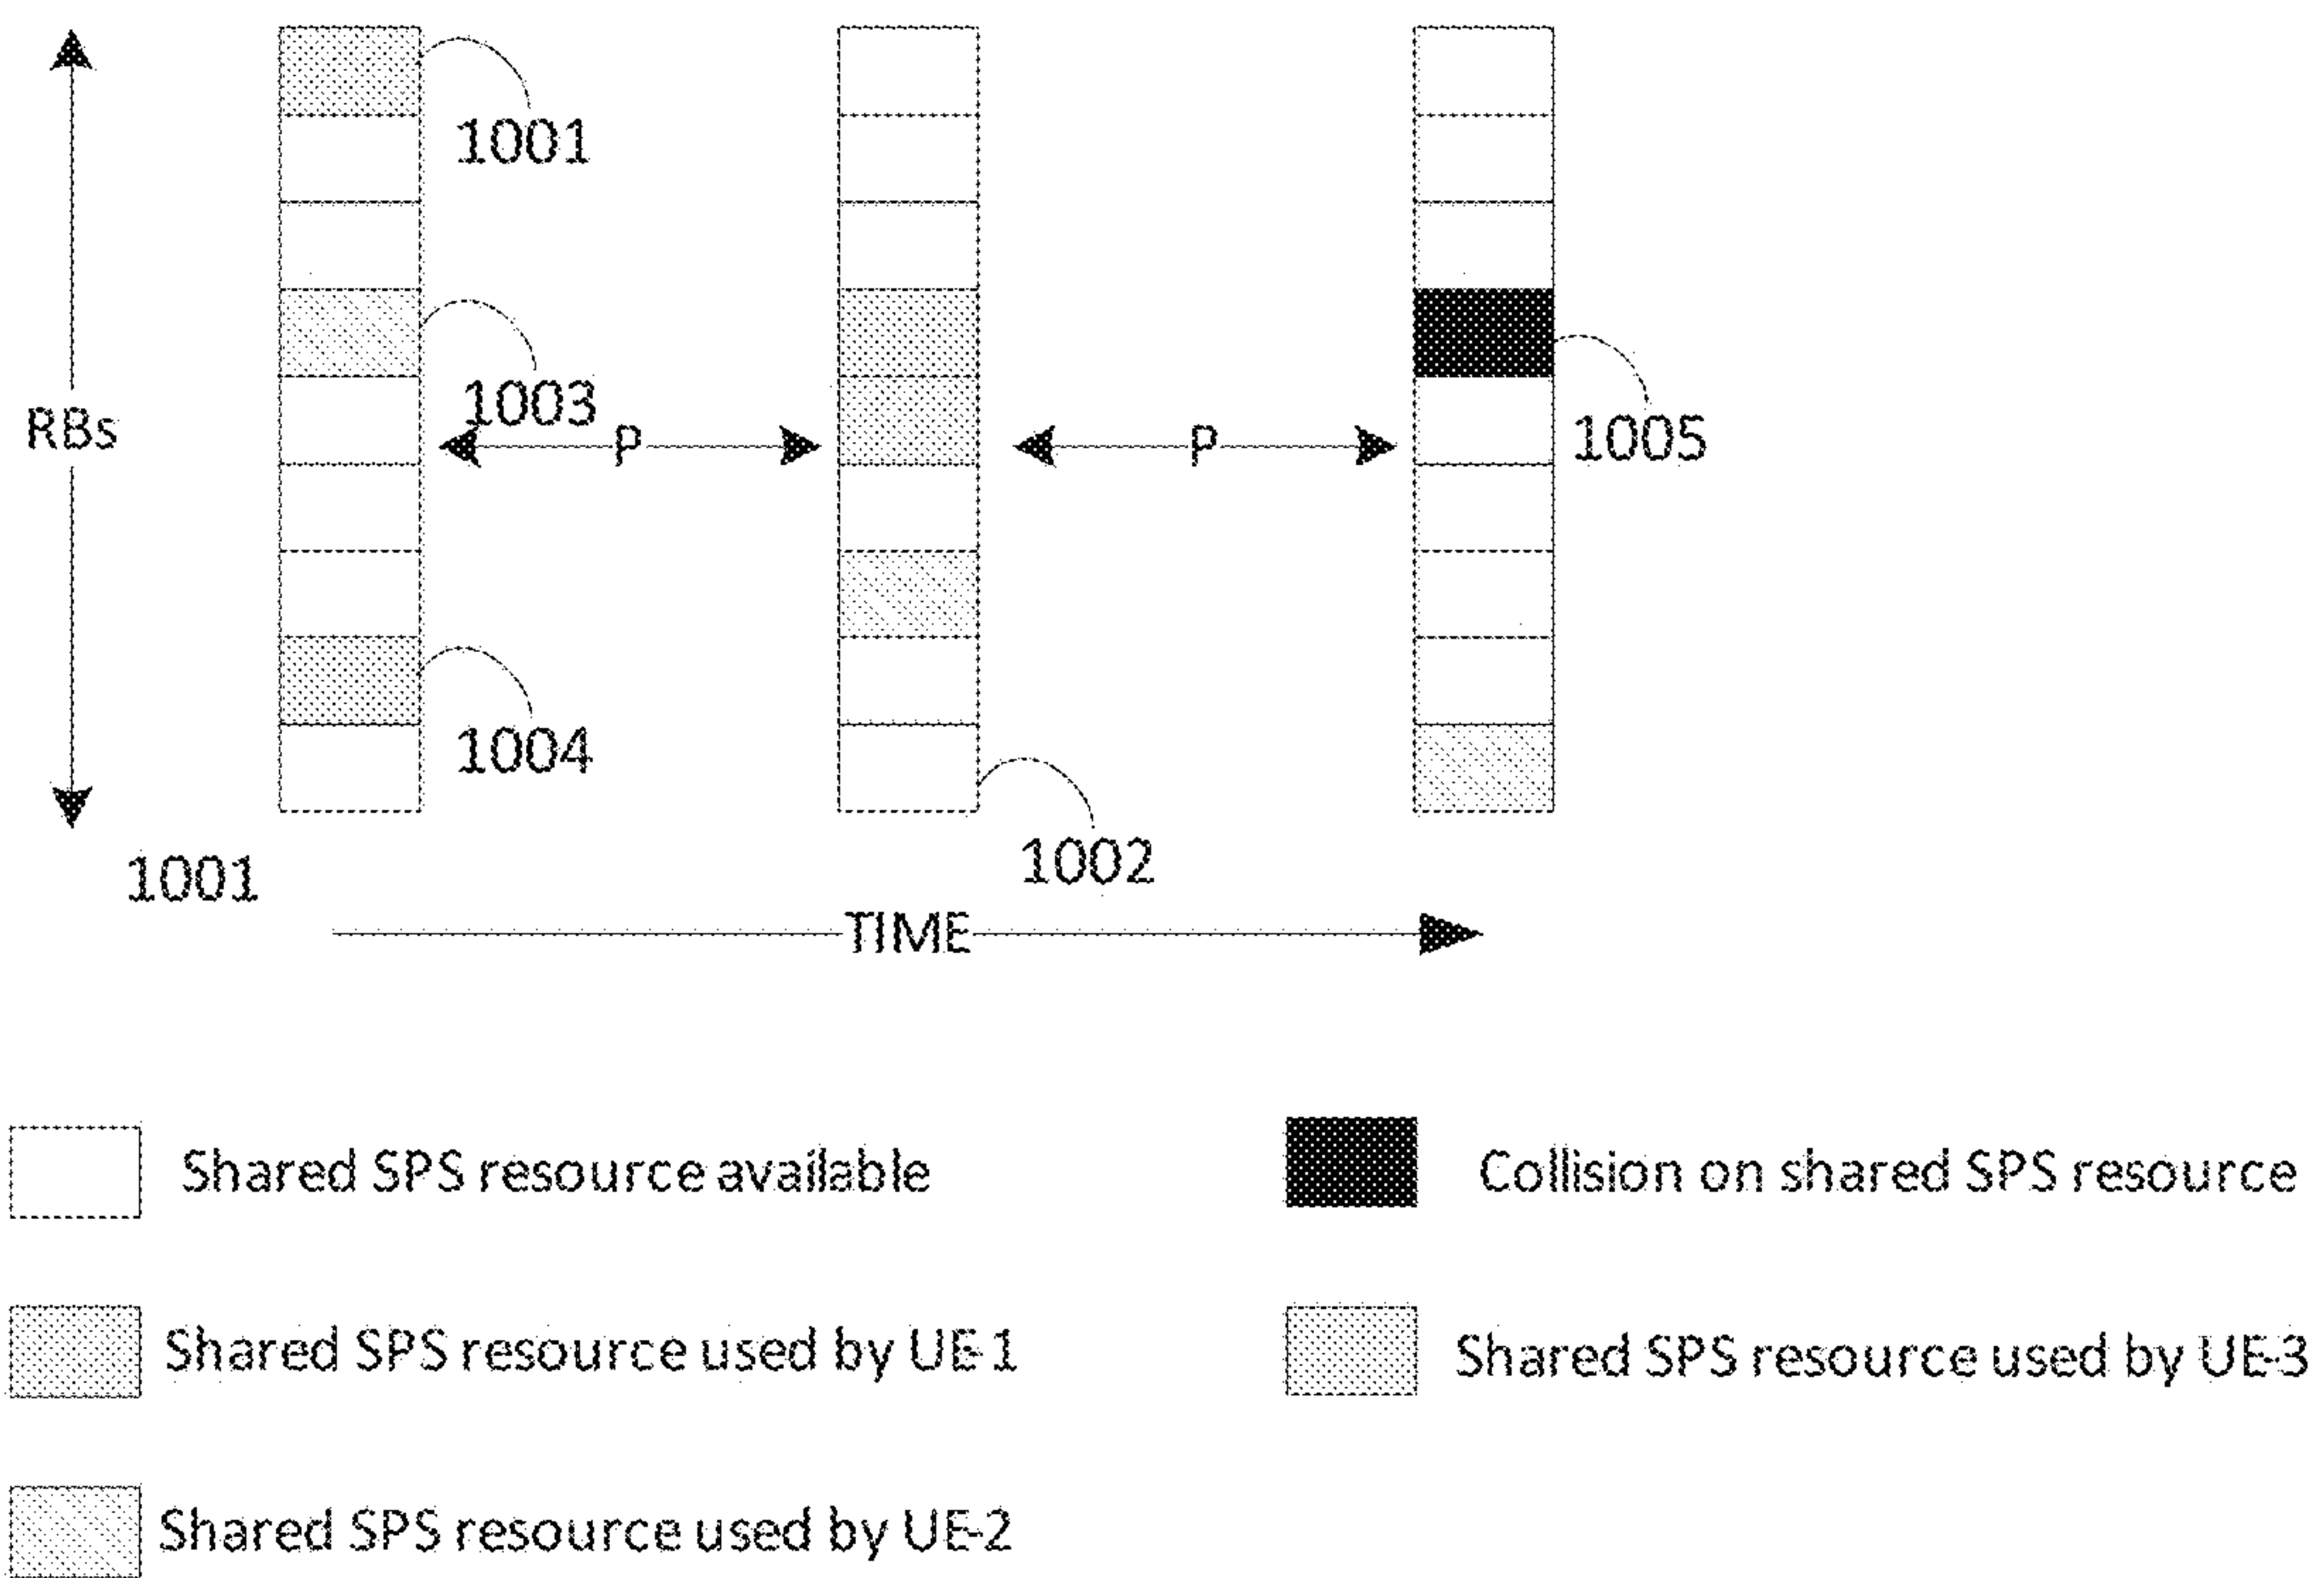 1001
1003
RBs
P
P
1005
1004
1002
1001
TIME
Shared SPS resource available
Collision on shared SPS resource
Shared SPS resource used by UE-1
Shared SPS resource used by UE-3
Shared SPS resource used by UE-2